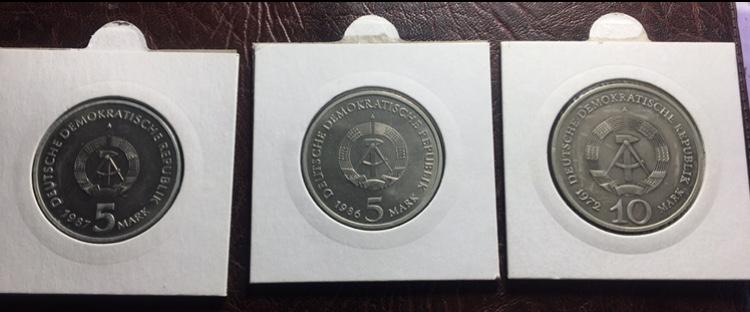 DEUTSCHE DEMOKRATISCHE REPUBLIK
A
1987 5 MARK
DEUTSCHE DEMOKRATISCHE REPUBLIK
A
1986 5 MARK
DEUTSCHE DEMOKRATISCHE REPUBLIK
A
1972 10 MARK